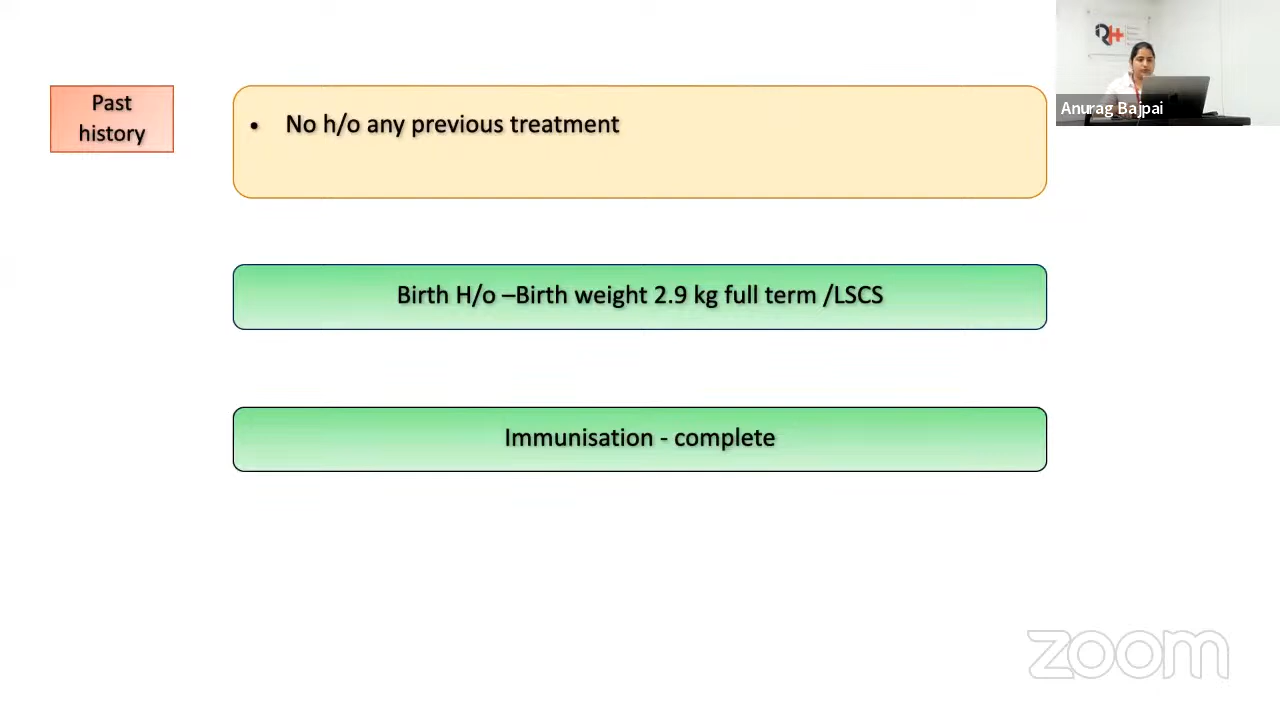 Past
history
• No h/o any previous treatment
Birth H/o –Birth weight 2.9 kg full term /LSCS
Immunisation - complete
Anurag Bajpai
zoom